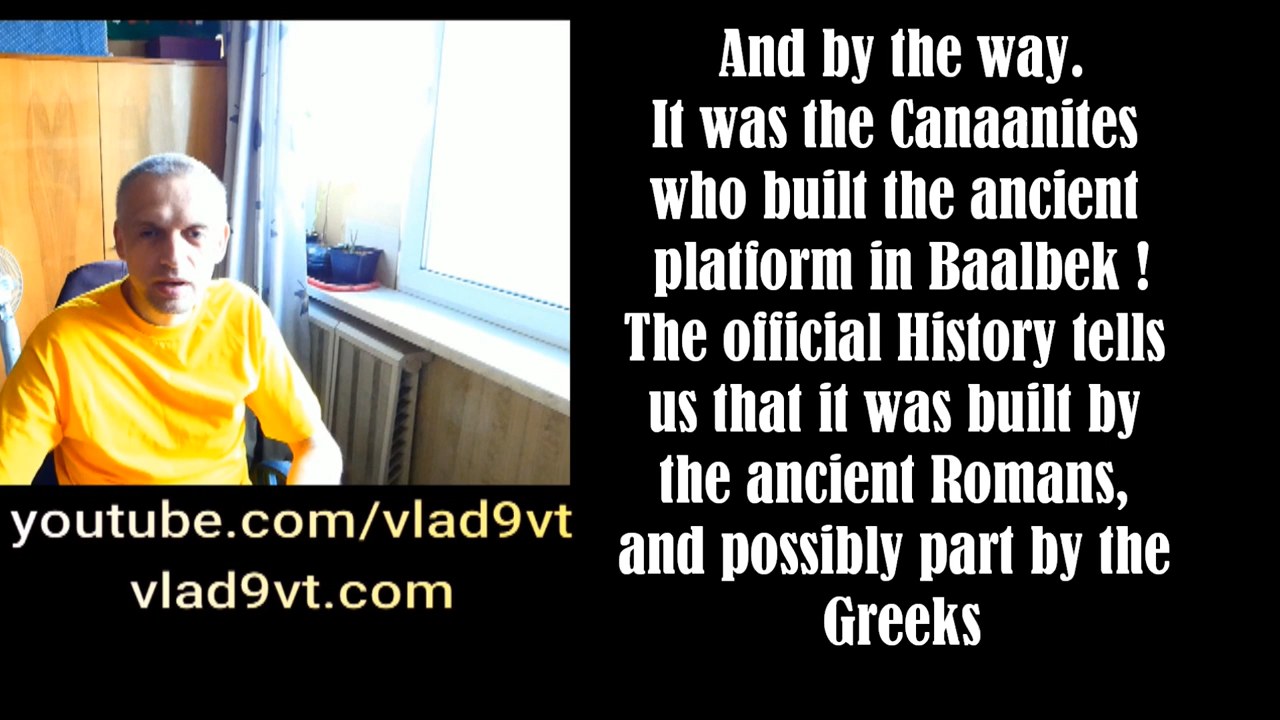 And by the way.
It was the Canaanites
who built the ancient
platform in Baalbek !
The official History tells
us that it was built by
the ancient Romans,
and possibly part by the
Greeks
youtube.com/vlad9vt
vlad9vt.com